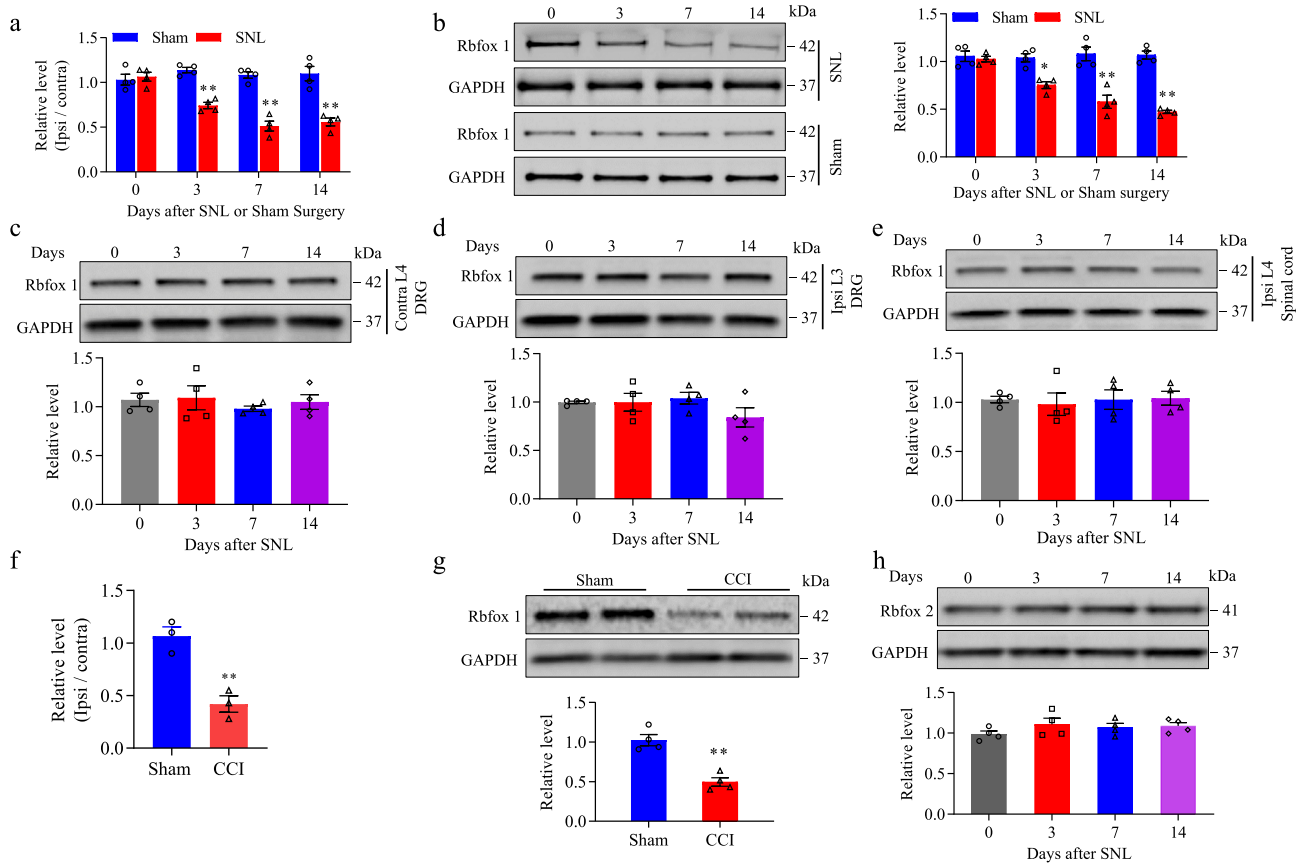 a
Sham SNL
Relative level
(Ipsi / contra)
1.5
1.0
0.5
0.0
0 3 7 14
** ** **
Days after SNL or Sham Surgery
b
0 3 7 14 kDa
Rbfox 1 – 42
GAPDH – 37
SNL
Rbfox 1 – 42
GAPDH – 37
Sham
Sham SNL
Relative level
1.5
1.0
0.5
0.0
* ** **
0 3 7 14
Days after SNL or Sham surgery
c
Days 0 3 7 14 kDa
Rbfox 1 – 42
GAPDH – 37
Contra L4
DRG
Relative level
1.5
1.0
0.5
0.0
0 3 7 14
Days after SNL
d
Days 0 3 7 14 kDa
Rbfox 1 – 42
GAPDH – 37
Ipsi L3
DRG
Relative level
1.5
1.0
0.5
0.0
0 3 7 14
Days after SNL
e
Days 0 3 7 14 kDa
Rbfox 1 – 42
GAPDH – 37
Ipsi L4
Spinal cord
Relative level
1.5
1.0
0.5
0.0
0 3 7 14
Days after SNL
f
Relative level
(Ipsi / contra)
1.5
1.0
0.5
0.0
**
Sham CCI
g
Sham CCI kDa
Rbfox 1 – 42
GAPDH – 37
Relative level
1.5
1.0
0.5
0.0
**
Sham CCI
h
Days 0 3 7 14 kDa
Rbfox 2 – 41
GAPDH – 37
Relative level
1.5
1.0
0.5
0.0
0 3 7 14
Days after SNL